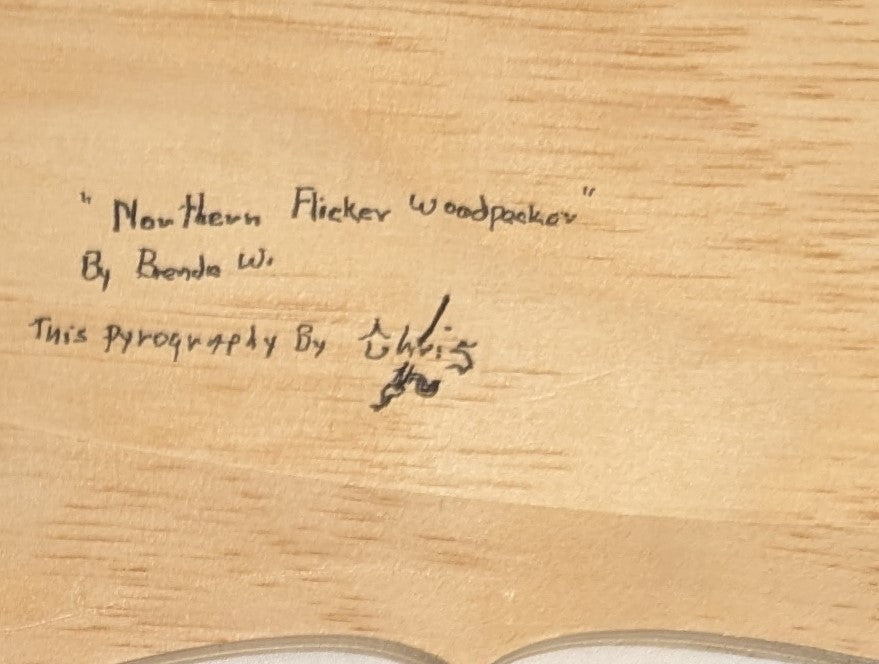 "Northern Flicker Woodpecker"
By Brenda W.
This Pyrography By Chris